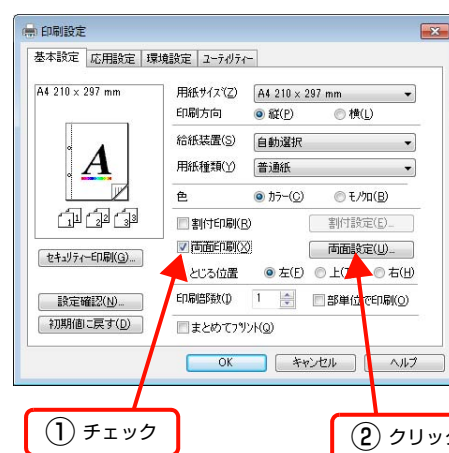 印刷設定
基本設定 応用設定 環境設定 ユーティリティー
A4 210 x 297 mm
用紙サイズ(Z) A4 210 x 297 mm
印刷方向 縦(P) 横(L)
給紙装置(S) 自動選択
用紙種類(Y) 普通紙
A
色 カラー(C) モノクロ(B)
1 1 2 2 3 3
割付印刷(R) 割付設定(E)...
両面印刷(X) 両面設定(U)...
セキュリティー印刷(G)...
とじる位置 左(F) 上(T) 右(H)
設定確認(N)...
印刷部数(I) 1 部単位で印刷(O)
初期値に戻す(D)
まとめてプリント(Q)
OK キャンセル ヘルプ
① チェック
② クリック